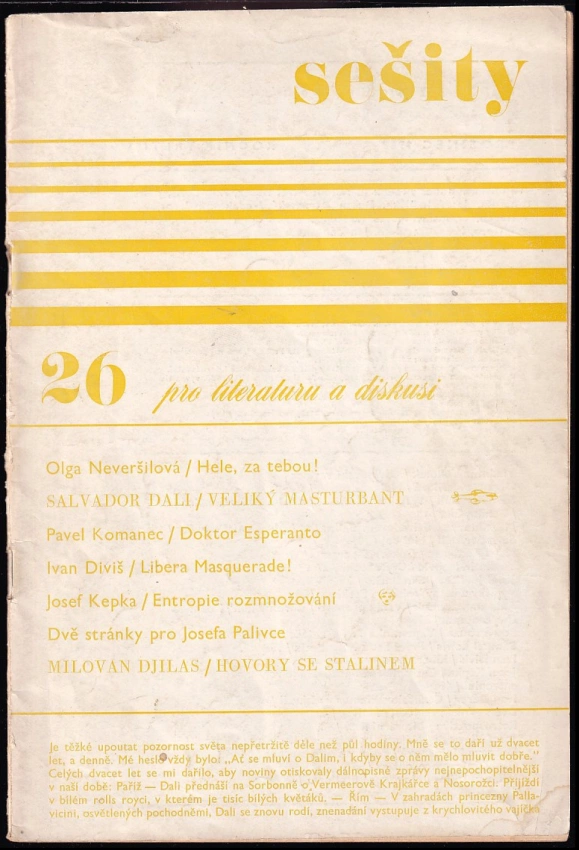 sešity
26 pro literaturu a diskusi
Olga Neveršilová / Hele, za tebou!
SALVADOR DALI / VELIKÝ MASTURBANT
Pavel Komanec / Doktor Esperanto
Ivan Diviš / Libera Masquerade!
Josef Kepka / Entropie rozmnožování
Dvě stránky pro Josefa Palivce
MILOVAN DJILAS / HOVORY SE STALINEM
Je těžké upoutat pozornost světa nepřetržitě déle než půl hodiny. Mně se to daří už dvacet
let, a denně. Mé heslo vždy bylo: „Ať se mluví o Dalím, i kdyby se o něm mělo mluvit dobře."
Celých dvacet let se mi dařilo, aby noviny otiskovaly dálnopisné zprávy nejnepochopitelnější
v naší době: Paříž — Dali přednáší na Sorbonně o Vermeerově Krajkářce a Nosorožci. Přijíždí
v bílém rolls royci, v kterém je tisíc bílých květáků. — Řím — V zahradách princezny Palla-
vicini, osvětlených pochodněmi, Dali se znovu rodí, znenadání vystupuje z krychlovitého vajíčka